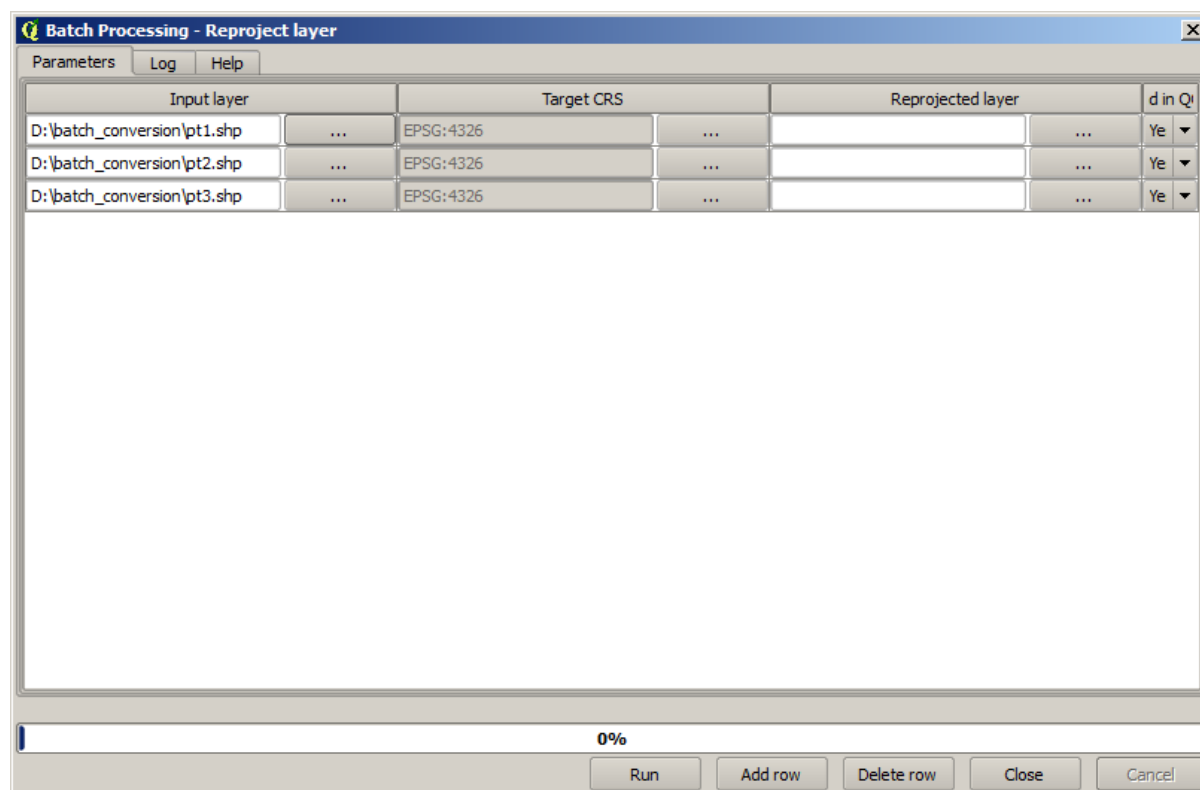 Batch Processing - Reproject layer
Parameters Log Help
Input layer Target CRS Reprojected layer d in Q
D:\batch_conversion\pt1.shp ... EPSG:4326 ... ... Ye
D:\batch_conversion\pt2.shp ... EPSG:4326 ... ... Ye
D:\batch_conversion\pt3.shp ... EPSG:4326 ... ... Ye
0%
Run Add row Delete row Close Cancel